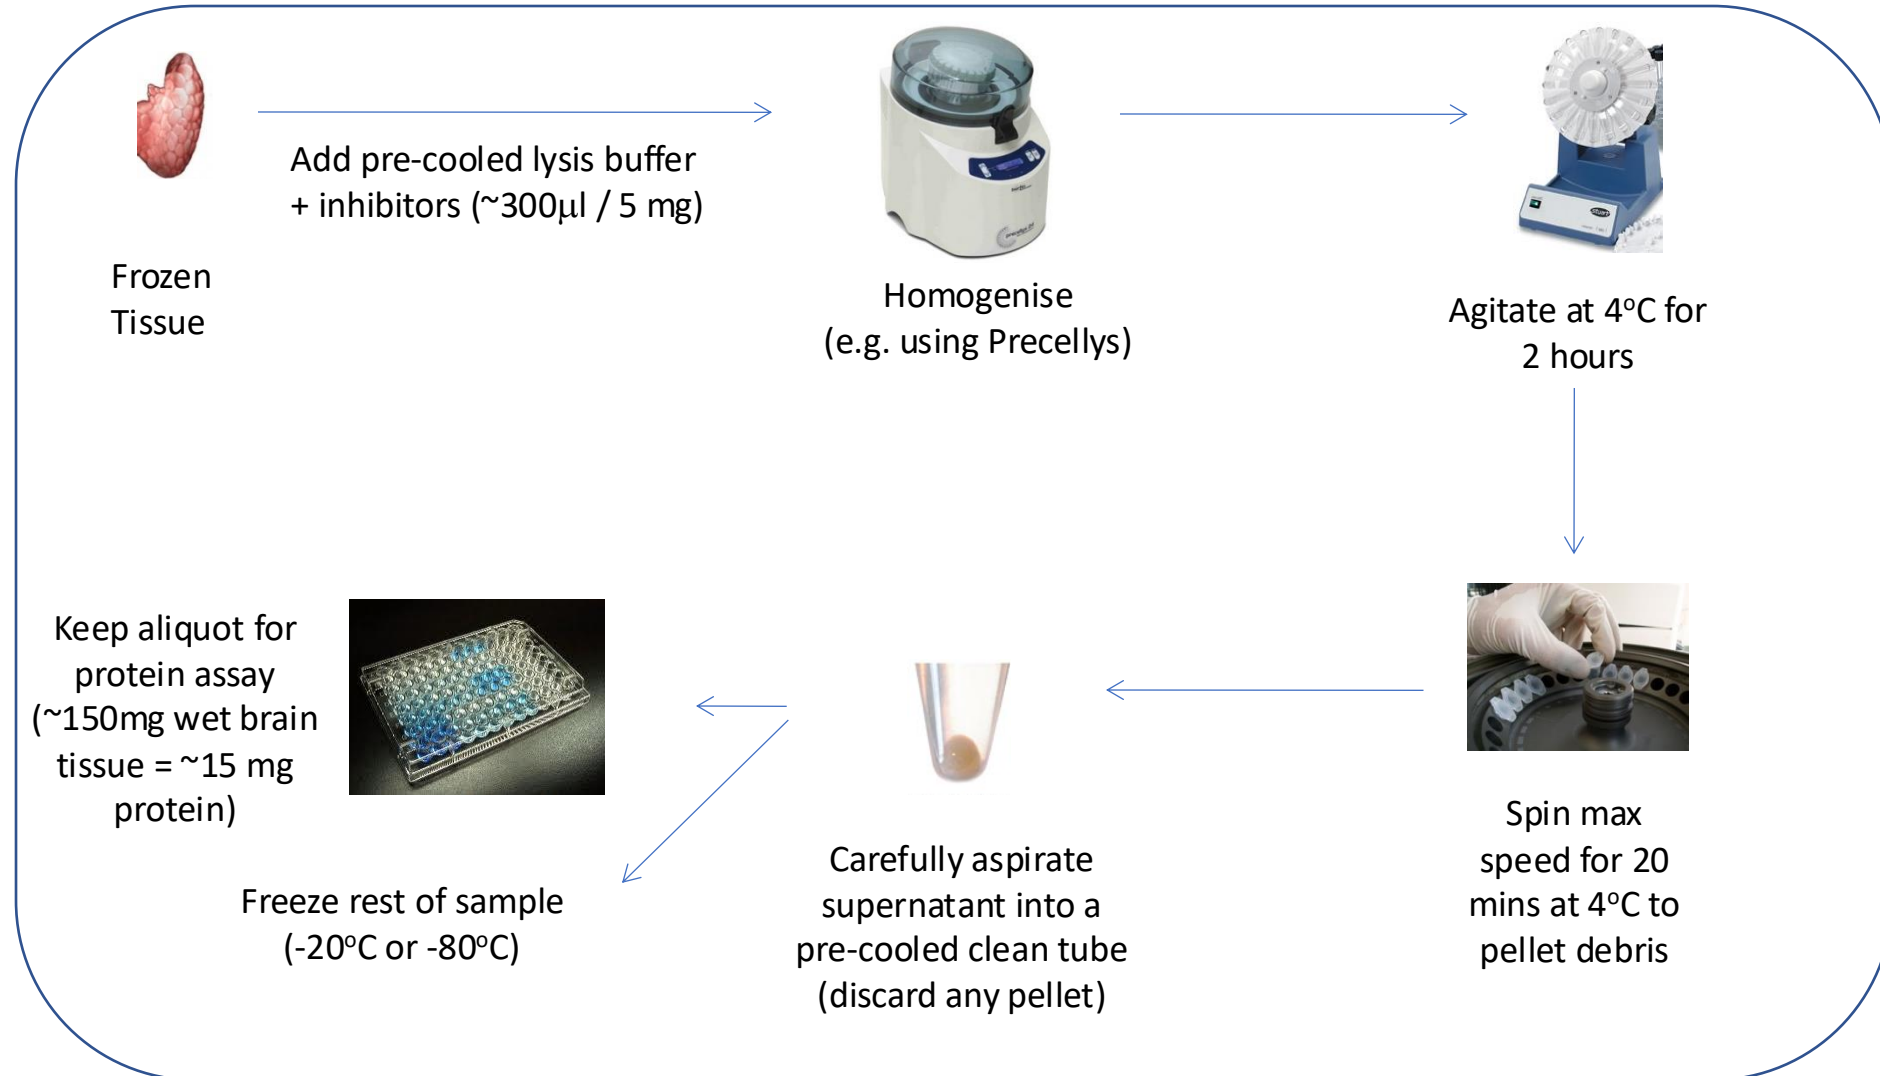 Frozen
Tissue
Add pre-cooled lysis buffer
+ inhibitors (~300μl / 5 mg)
Homogenise
(e.g. using Precellys)
Agitate at 4°C for
2 hours
Spin max
speed for 20
mins at 4°C to
pellet debris
Carefully aspirate
supernatant into a
pre-cooled clean tube
(discard any pellet)
Keep aliquot for
protein assay
(~150mg wet brain
tissue = ~15 mg
protein)
Freeze rest of sample
(-20°C or -80°C)
stuart